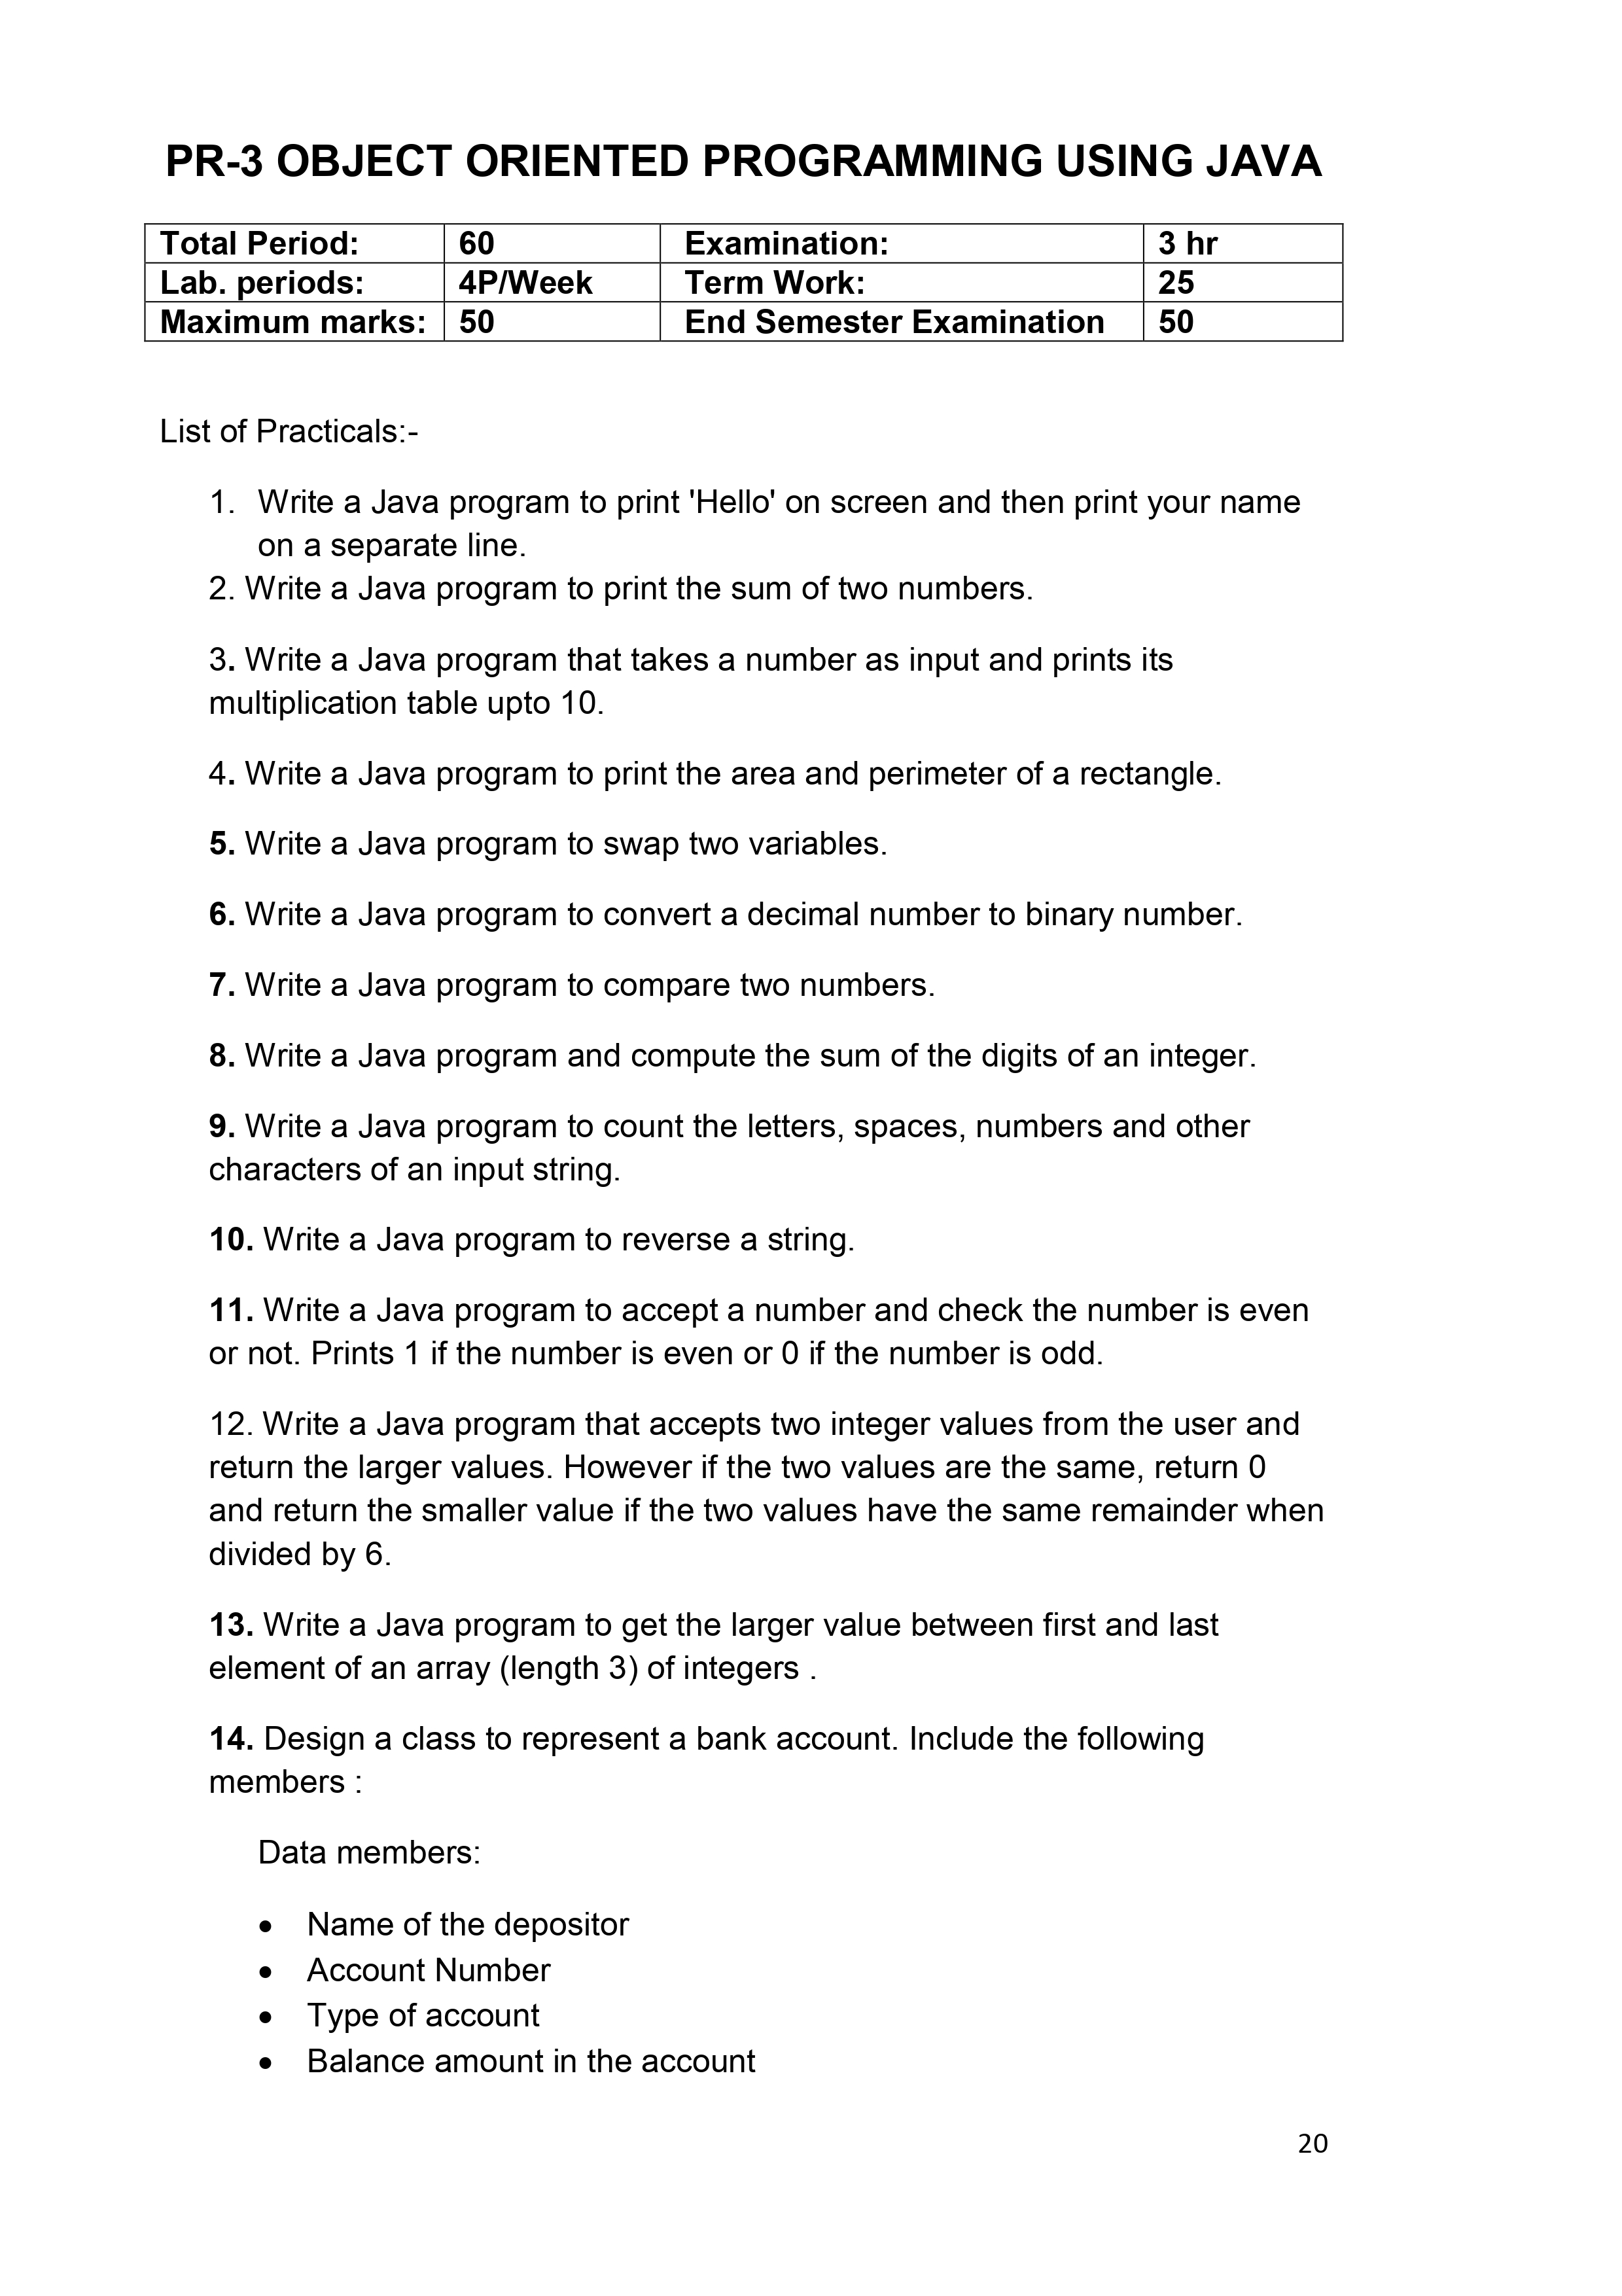 PR-3 OBJECT ORIENTED PROGRAMMING USING JAVA
Total Period: 60 Examination: 3 hr
Lab. periods: 4P/Week Term Work: 25
Maximum marks: 50 End Semester Examination 50
List of Practicals:-
1. Write a Java program to print 'Hello' on screen and then print your name
on a separate line.
2. Write a Java program to print the sum of two numbers.
3. Write a Java program that takes a number as input and prints its
multiplication table upto 10.
4. Write a Java program to print the area and perimeter of a rectangle.
5. Write a Java program to swap two variables.
6. Write a Java program to convert a decimal number to binary number.
7. Write a Java program to compare two numbers.
8. Write a Java program and compute the sum of the digits of an integer.
9. Write a Java program to count the letters, spaces, numbers and other
characters of an input string.
10. Write a Java program to reverse a string.
11. Write a Java program to accept a number and check the number is even
or not. Prints 1 if the number is even or 0 if the number is odd.
12. Write a Java program that accepts two integer values from the user and
return the larger values. However if the two values are the same, return 0
and return the smaller value if the two values have the same remainder when
divided by 6.
13. Write a Java program to get the larger value between first and last
element of an array (length 3) of integers .
14. Design a class to represent a bank account. Include the following
members :
Data members:
• Name of the depositor
• Account Number
• Type of account
• Balance amount in the account
20